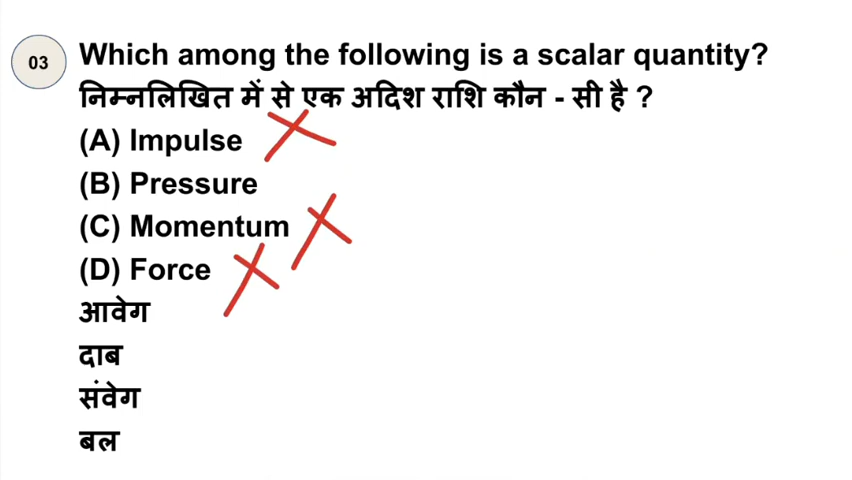 03 Which among the following is a scalar quantity?
निम्नलिखित में से एक अदिश राशि कौन - सी है ?
(A) Impulse
(B) Pressure
(C) Momentum
(D) Force
आवेग
दाब
संवेग
बल